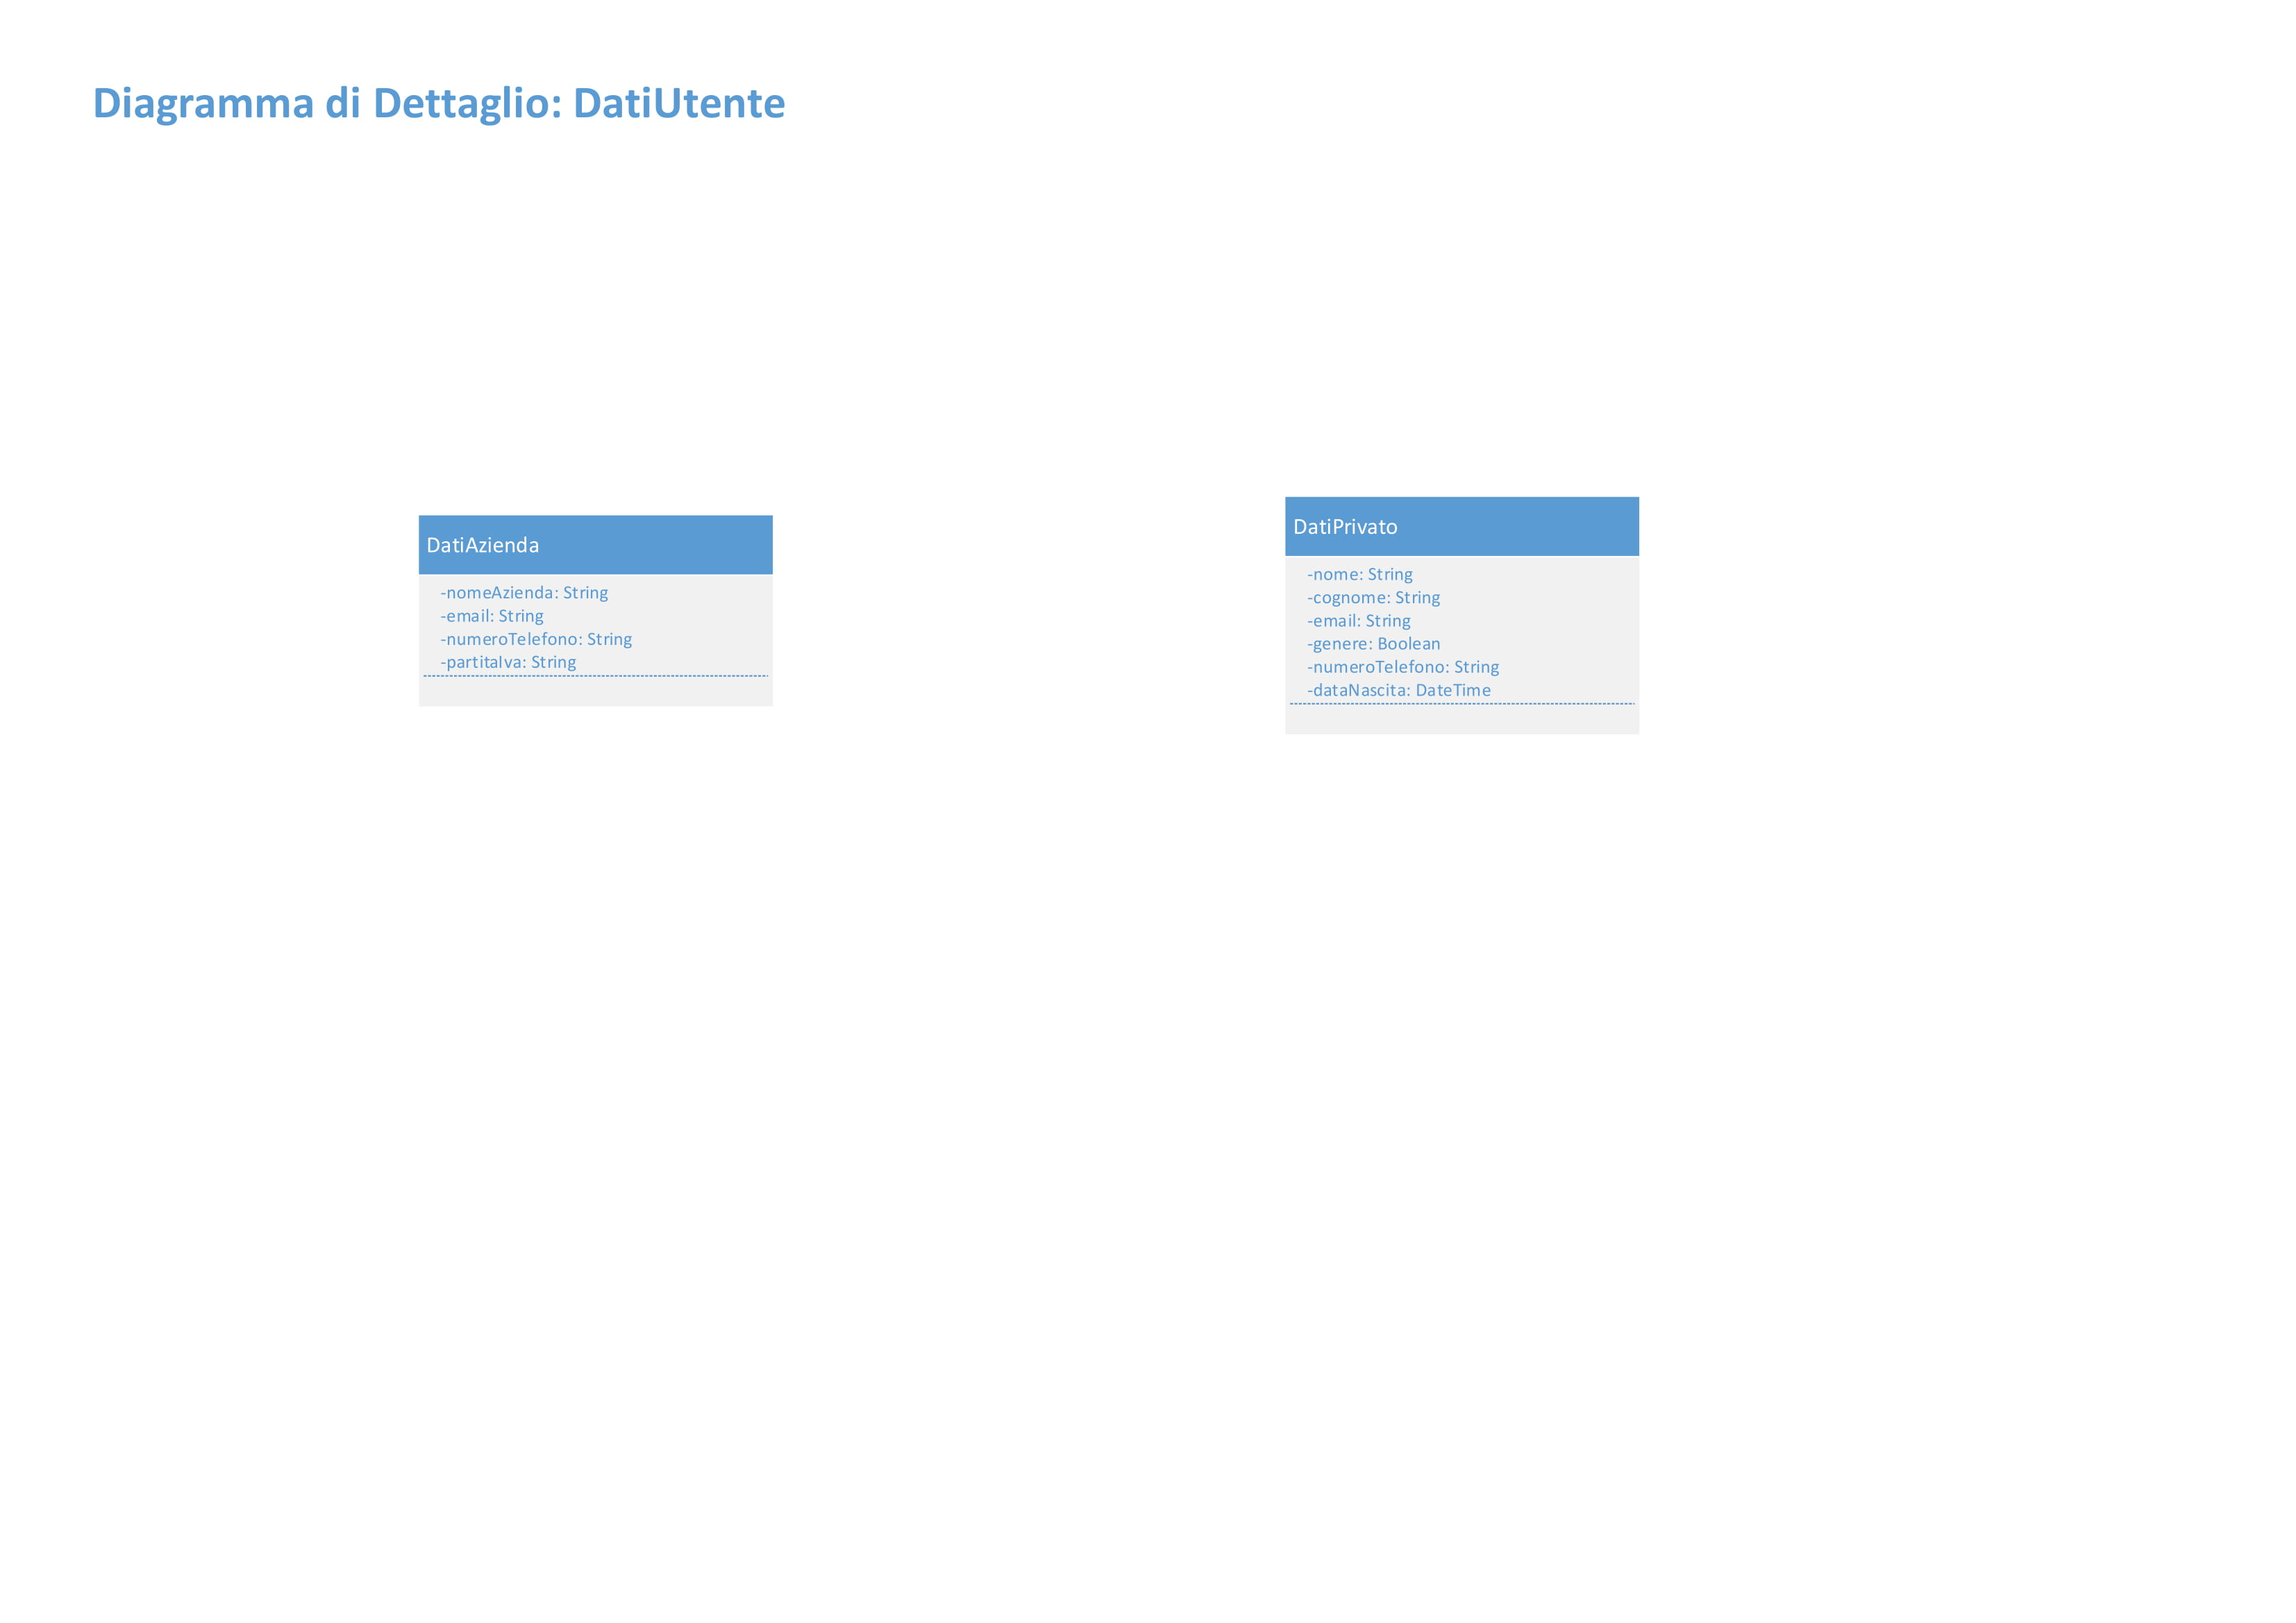 Diagramma di Dettaglio: DatiUtente
DatiAzienda
-nomeAzienda: String
-email: String
-numeroTelefono: String
-partitaIva: String
DatiPrivato
-nome: String
-cognome: String
-email: String
-genere: Boolean
-numeroTelefono: String
-dataNascita: DateTime